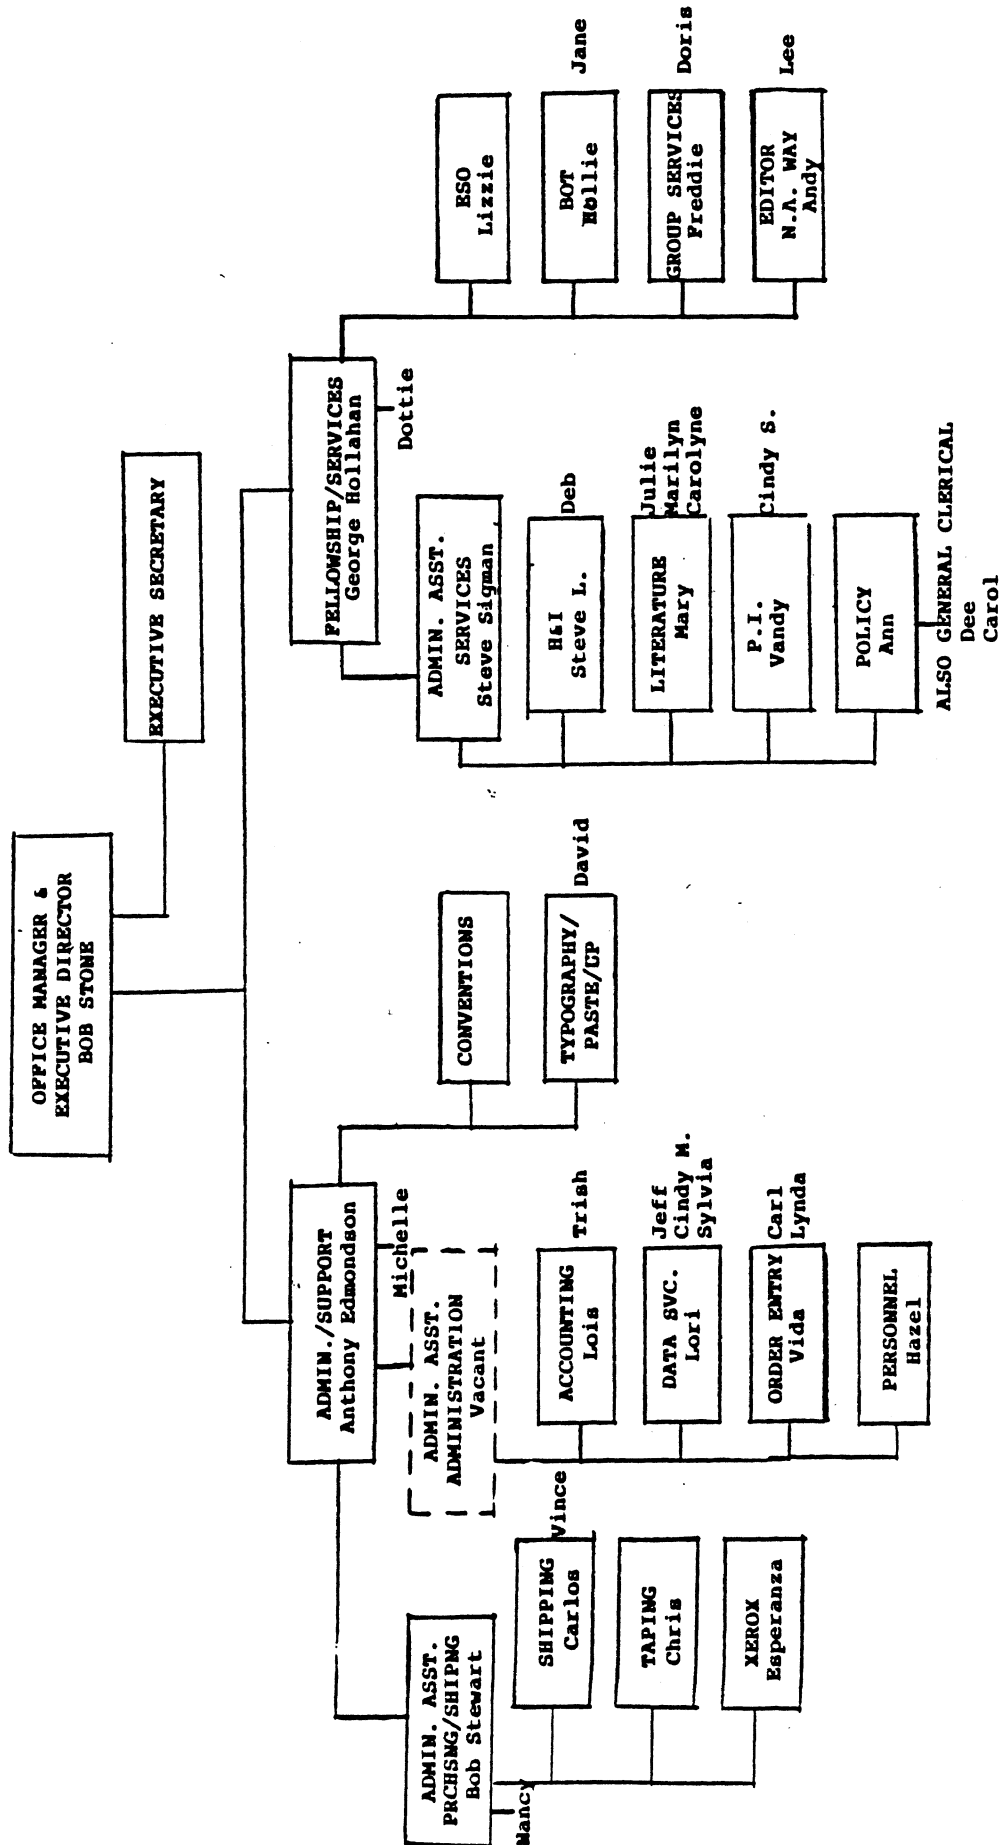 OFFICE MANAGER &
EXECUTIVE DIRECTOR
BOB STONE
EXECUTIVE SECRETARY
ADMIN./SUPPORT
Anthony Edmondson
Michelle
FELLOWSHIP/SERVICES
George Hollahan
Dottie
ADMIN. ASST.
PRCHSNG/SHIPNG
Bob Stewart
Nancy
SHIPPING
Carlos
Vince
TAPING
Chris
XEROX
Esperanza
ADMIN. ASST.
ADMINISTRATION
Vacant
ACCOUNTING
Lois
Trish
DATA SVC.
Lori
Jeff
Cindy M.
Sylvia
ORDER ENTRY
Vida
Carl
Lynda
PERSONNEL
Hazel
CONVENTIONS
TYPOGRAPHY/
PASTE/UP
David
ADMIN. ASST.
SERVICES
Steve Sigman
H&I
Steve L.
Deb
LITERATURE
Mary
Julie
Marilyn
Carolyne
P.I.
Vandy
Cindy S.
POLICY
Ann
ALSO GENERAL CLERICAL
Dee
Carol
ESO
Lizzie
BOT
Hollie
Jane
GROUP SERVICES
Freddie
Doris
EDITOR
N.A. WAY
Andy
Lee